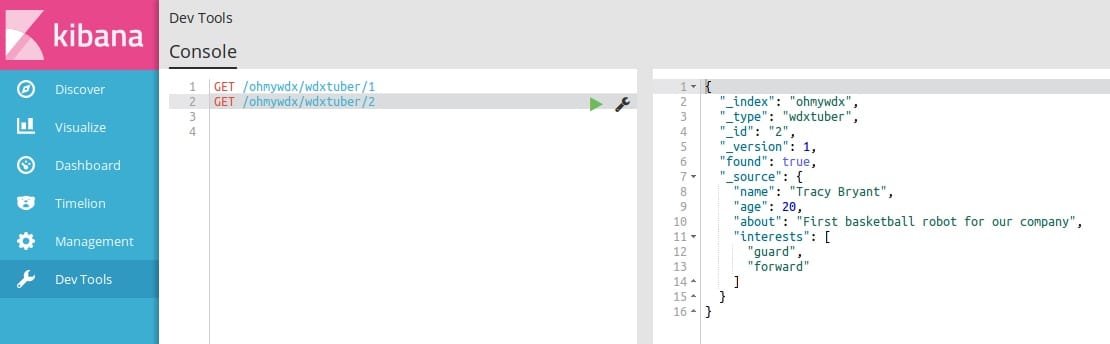 kibana
Discover
Visualize
Dashboard
Timelion
Management
Dev Tools
Dev Tools
Console
1 GET /ohmywdx/wdxtuber/1
2 GET /ohmywdx/wdxtuber/2
3
4
1 {
2 "_index": "ohmywdx",
3 "_type": "wdxtuber",
4 "_id": "2",
5 "_version": 1,
6 "found": true,
7 "_source": {
8 "name": "Tracy Bryant",
9 "age": 20,
10 "about": "First basketball robot for our company",
11 "interests": [
12 "guard",
13 "forward"
14 ]
15 }
16 }